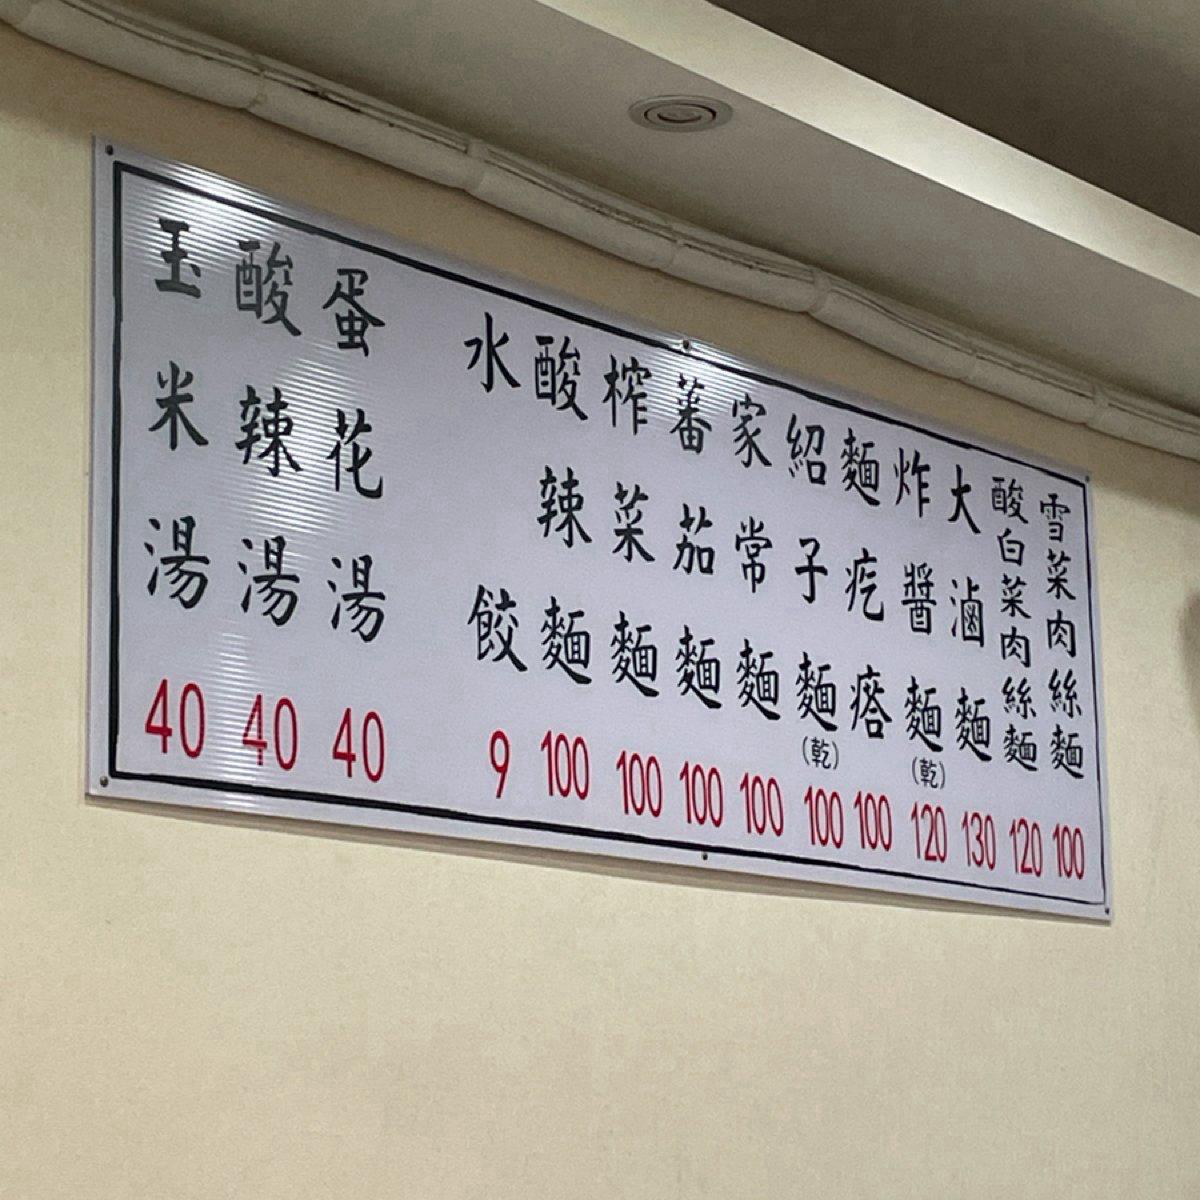 雪菜肉絲麵 100
酸白菜肉絲麵 120
大滷麵 130
炸醬麵(乾) 120
麵疙瘩 100
紹子麵(乾) 100
家常麵 100
蕃茄麵 100
榨菜麵 100
酸辣麵 100
水餃 9
蛋花湯 40
酸辣湯 40
玉米湯 40